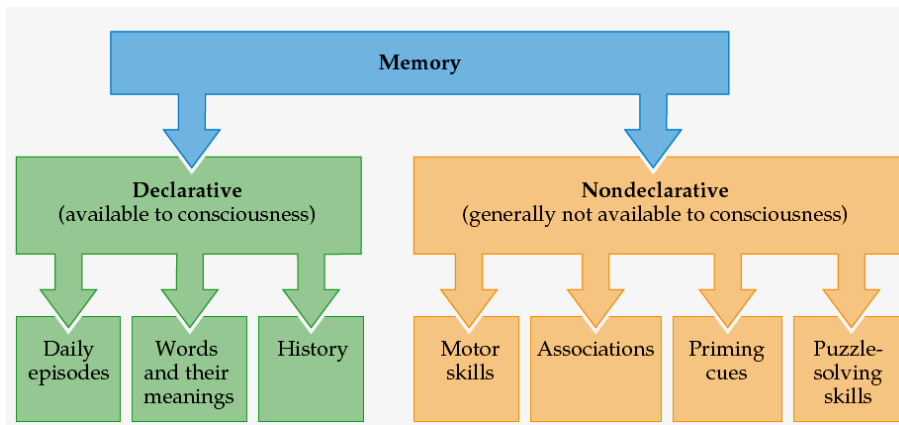 Memory
Declarative
(available to consciousness)
Nondeclarative
(generally not available to consciousness)
Daily
episodes
Words
and their
meanings
History
Motor
skills
Associations
Priming
cues
Puzzle-
solving
skills